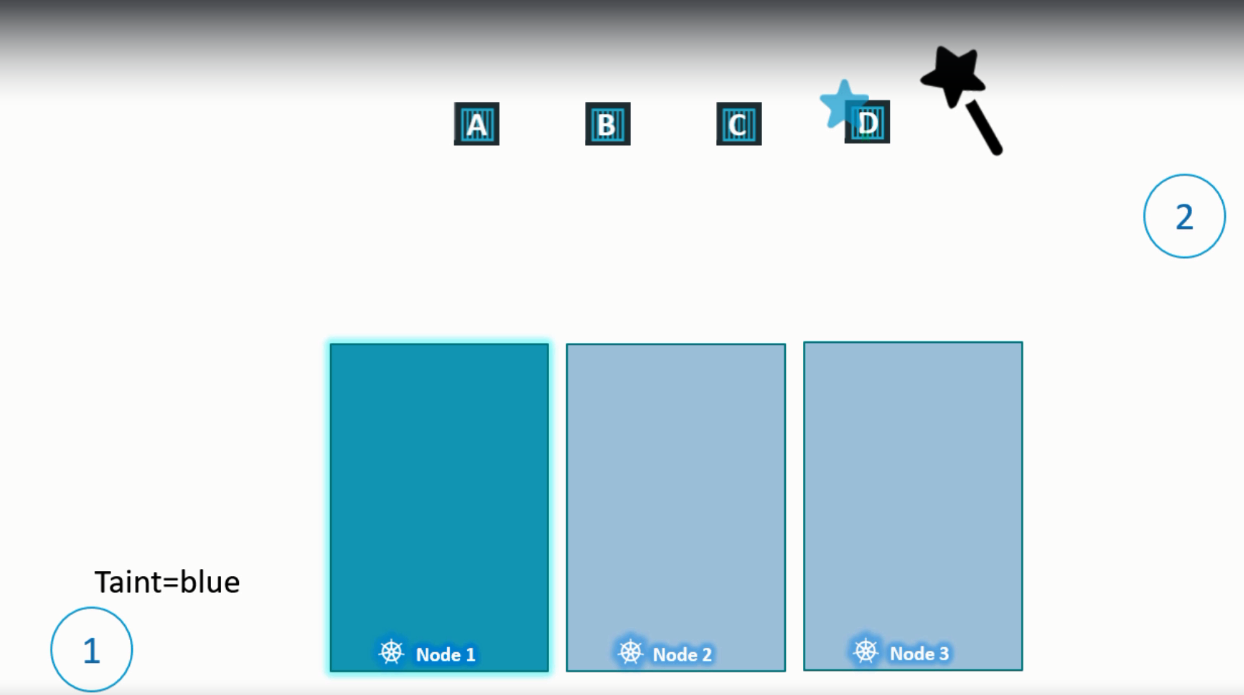 A B C D
2
Taint=blue
1
Node 1 Node 2 Node 3